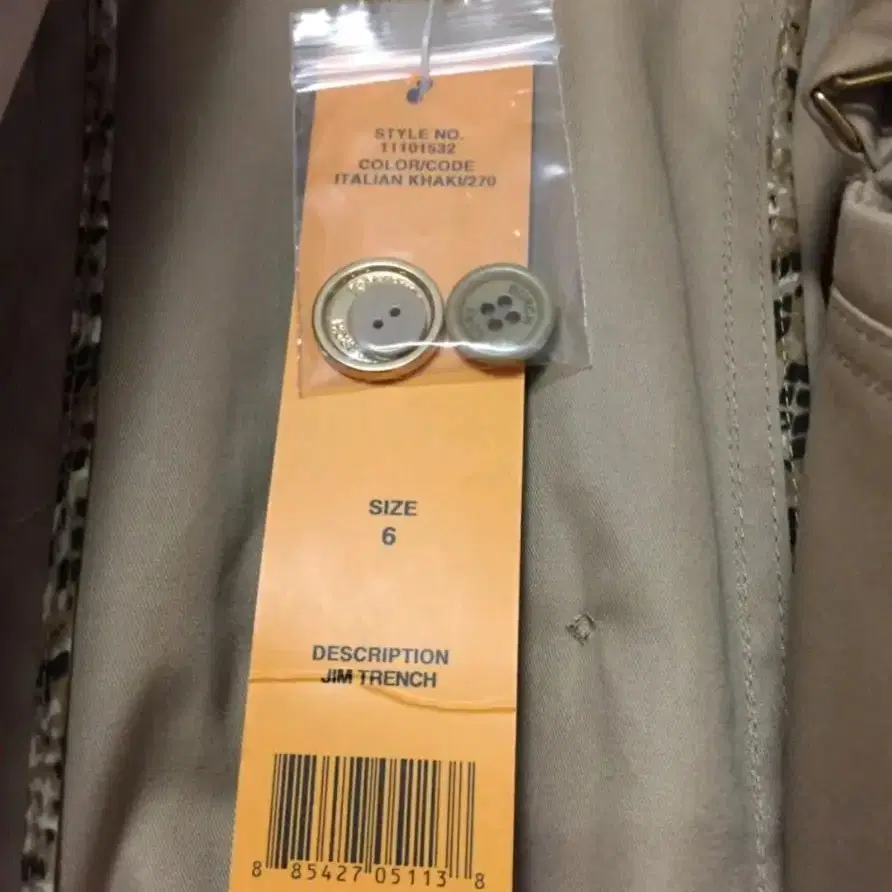 STYLE NO.
11101532
COLOR/CODE
ITALIAN KHAKI/270
SIZE
6
DESCRIPTION
JIM TRENCH
8 85427 05113 8